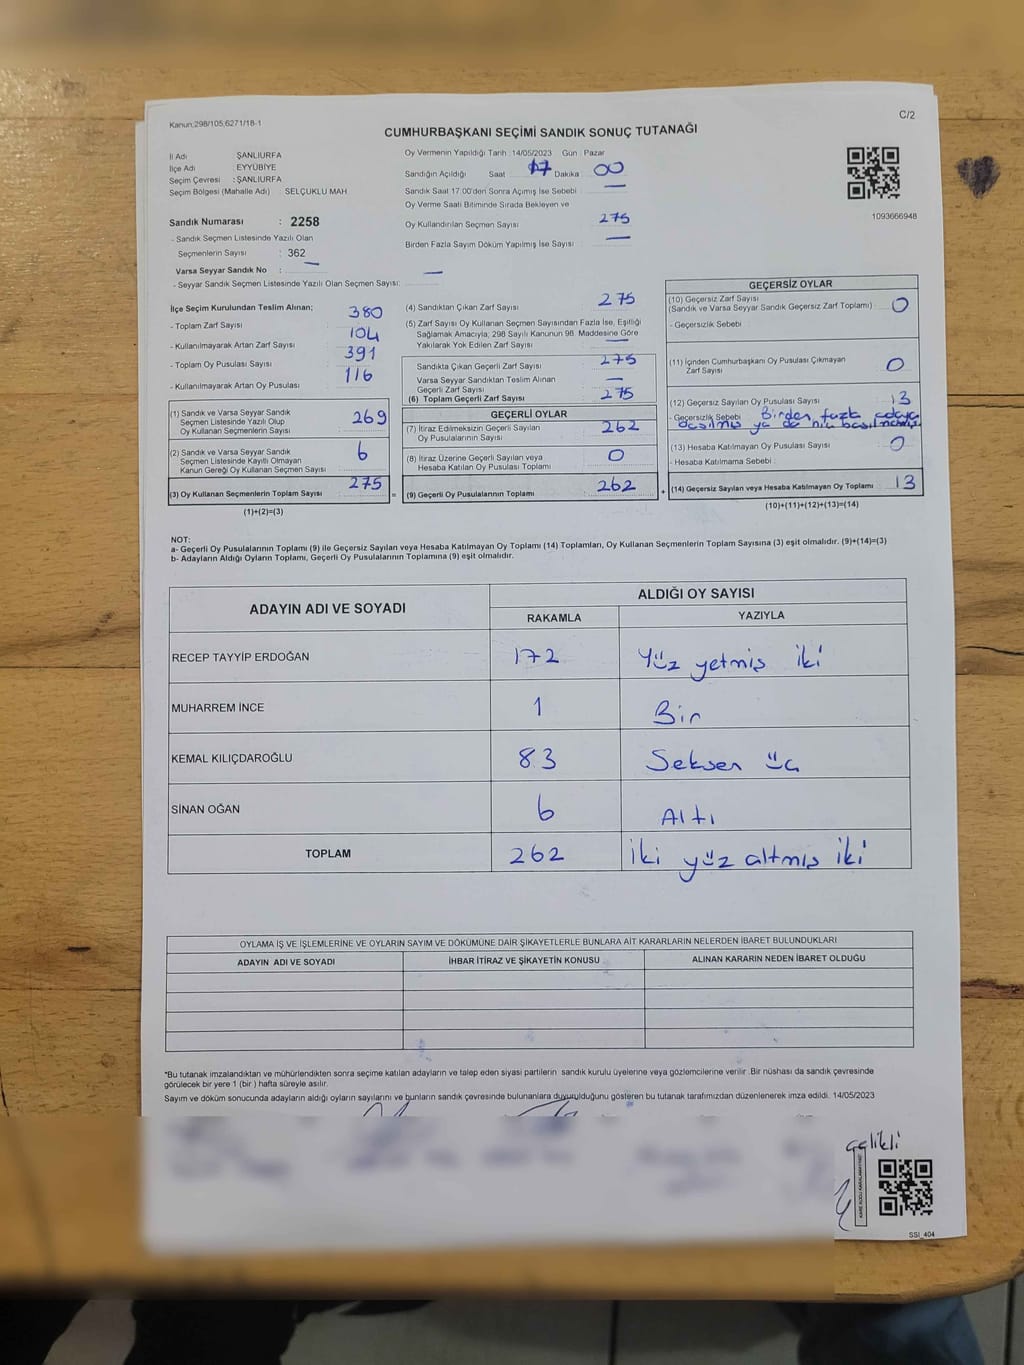 Kanun:298/105,6271/18-1
C/2
CUMHURBAŞKANI SEÇİMİ SANDIK SONUÇ TUTANAĞI
İl Adı : ŞANLIURFA
İlçe Adı : EYYÜBİYE
Seçim Çevresi : ŞANLIURFA
Seçim Bölgesi (Mahalle Adı) SELÇUKLU MAH
Sandık Numarası : 2258
- Sandık Seçmen Listesinde Yazılı Olan
Seçmenlerin Sayısı : 362
Varsa Seyyar Sandık No : —
- Seyyar Sandık Seçmen Listesinde Yazılı Olan Seçmen Sayısı: —
Oy Vermenin Yapıldığı Tarih :14/05/2023 Gün : Pazar
Sandığın Açıldığı Saat 17 Dakika 00
Sandık Saat 17:00'den Sonra Açımış İse Sebebi —
Oy Verme Saati Bitiminde Sırada Bekleyen ve
Oy Kullandırılan Seçmen Sayısı 275
Birden Fazla Sayım Döküm Yapılmış İse Sayısı —
1093666948
İlçe Seçim Kurulundan Teslim Alınan;
- Toplam Zarf Sayısı 380
- Kullanılmayarak Artan Zarf Sayısı 104
- Toplam Oy Pusulası Sayısı 391
- Kullanılmayarak Artan Oy Pusulası 116
(1) Sandık ve Varsa Seyyar Sandık
Seçmen Listesinde Yazılı Olup
Oy Kullanan Seçmenlerin Sayısı 269
(2) Sandık ve Varsa Seyyar Sandık
Seçmen Listesinde Kayıtlı Olmayan
Kanun Gereği Oy Kullanan Seçmen Sayısı 6
(3) Oy Kullanan Seçmenlerin Toplam Sayısı 275 =
(1)+(2)=(3)
(4) Sandıktan Çıkan Zarf Sayısı 275
(5) Zarf Sayısı Oy Kullanan Seçmen Sayısından Fazla İse, Eşitliği
Sağlamak Amacıyla; 298 Sayılı Kanunun 98. Maddesine Göre
Yakılarak Yok Edilen Zarf Sayısı —
Sandıkta Çıkan Geçerli Zarf Sayısı 275
Varsa Seyyar Sandıktan Teslim Alınan
Geçerli Zarf Sayısı —
(6) Toplam Geçerli Zarf Sayısı 275
GEÇERLİ OYLAR
(7) İtiraz Edilmeksizin Geçerli Sayılan
Oy Pusulalarının Sayısı 262
(8) İtiraz Üzerine Geçerli Sayılan veya
Hesaba Katılan Oy Pusulası Toplamı 0
(9) Geçerli Oy Pusulalarının Toplamı 262 +
GEÇERSİZ OYLAR
(10) Geçersiz Zarf Sayısı
(Sandık ve Varsa Seyyar Sandık Geçersiz Zarf Toplamı) 0
- Geçersizlik Sebebi
(11) İçinden Cumhurbaşkanı Oy Pusulası Çıkmayan
Zarf Sayısı 0
(12) Geçersiz Sayılan Oy Pusulası Sayısı 13
- Geçersizlik Sebebi Birden fazla adaya
basılmış ya da hiç basılmamış
(13) Hesaba Katılmayan Oy Pusulası Sayısı 0
- Hesaba Katılmama Sebebi :
(14) Geçersiz Sayılan veya Hesaba Katılmayan Oy Toplamı 13
(10)+(11)+(12)+(13)=(14)
NOT:
a- Geçerli Oy Pusulalarının Toplamı (9) ile Geçersiz Sayılan veya Hesaba Katılmayan Oy Toplamı (14) Toplamları, Oy Kullanan Seçmenlerin Toplam Sayısına (3) eşit olmalıdır. (9)+(14)=(3)
b- Adayların Aldığı Oyların Toplamı, Geçerli Oy Pusulalarının Toplamına (9) eşit olmalıdır.
ADAYIN ADI VE SOYADI ALDIĞI OY SAYISI
RAKAMLA YAZIYLA
RECEP TAYYİP ERDOĞAN 172 Yüz yetmiş iki
MUHARREM İNCE 1 Bir
KEMAL KILIÇDAROĞLU 83 Seksen üç
SİNAN OĞAN 6 Altı
TOPLAM 262 İki yüz altmış iki
OYLAMA İŞ VE İŞLEMLERİNE VE OYLARIN SAYIM VE DÖKÜMÜNE DAİR ŞİKAYETLERLE BUNLARA AİT KARARLARIN NELERDEN İBARET BULUNDUKLARI
ADAYIN ADI VE SOYADI İHBAR İTİRAZ VE ŞİKAYETİN KONUSU ALINAN KARARIN NEDEN İBARET OLDUĞU
*Bu tutanak imzalandıktan ve mühürlendikten sonra seçime katılan adayların ve talep eden siyasi partilerin sandık kurulu üyelerine veya gözlemcilerine verilir .Bir nüshası da sandık çevresinde
görülecek bir yere 1 (bir ) hafta süreyle asılır.
Sayım ve döküm sonucunda adayların aldığı oyların sayılarını ve bunların sandık çevresinde bulunanlara duyurulduğunu gösteren bu tutanak tarafımızdan düzenlenerek imza edildi. 14/05/2023
çelikli
SSI_404